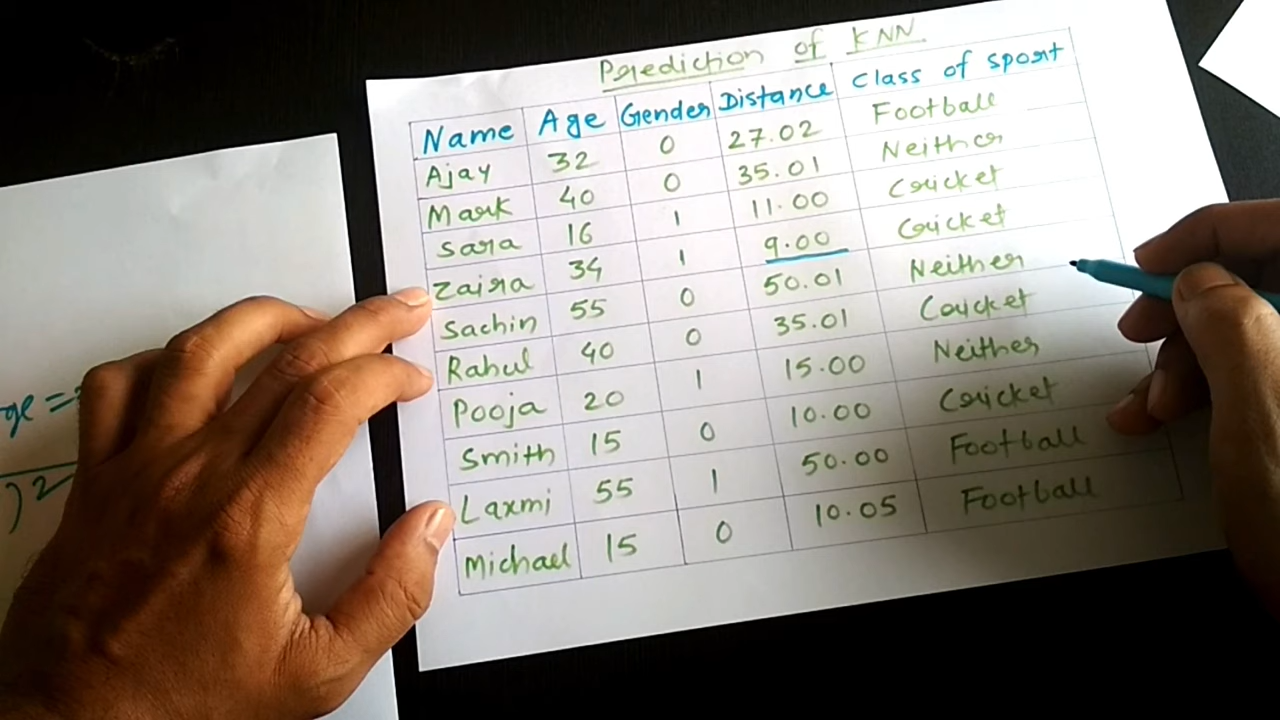 Prediction of KNN
Name Age Gender Distance Class of sport
Ajay 32 0 27.02 Football
Mark 40 0 35.01 Neither
Sara 16 1 11.00 Cricket
Zaira 34 1 9.00 Cricket
Sachin 55 0 50.01 Neither
Rahul 40 0 35.01 Cricket
Pooja 20 1 15.00 Neither
Smith 15 0 10.00 Cricket
Laxmi 55 1 50.00 Football
Michael 15 0 10.05 Football
ge =
)2